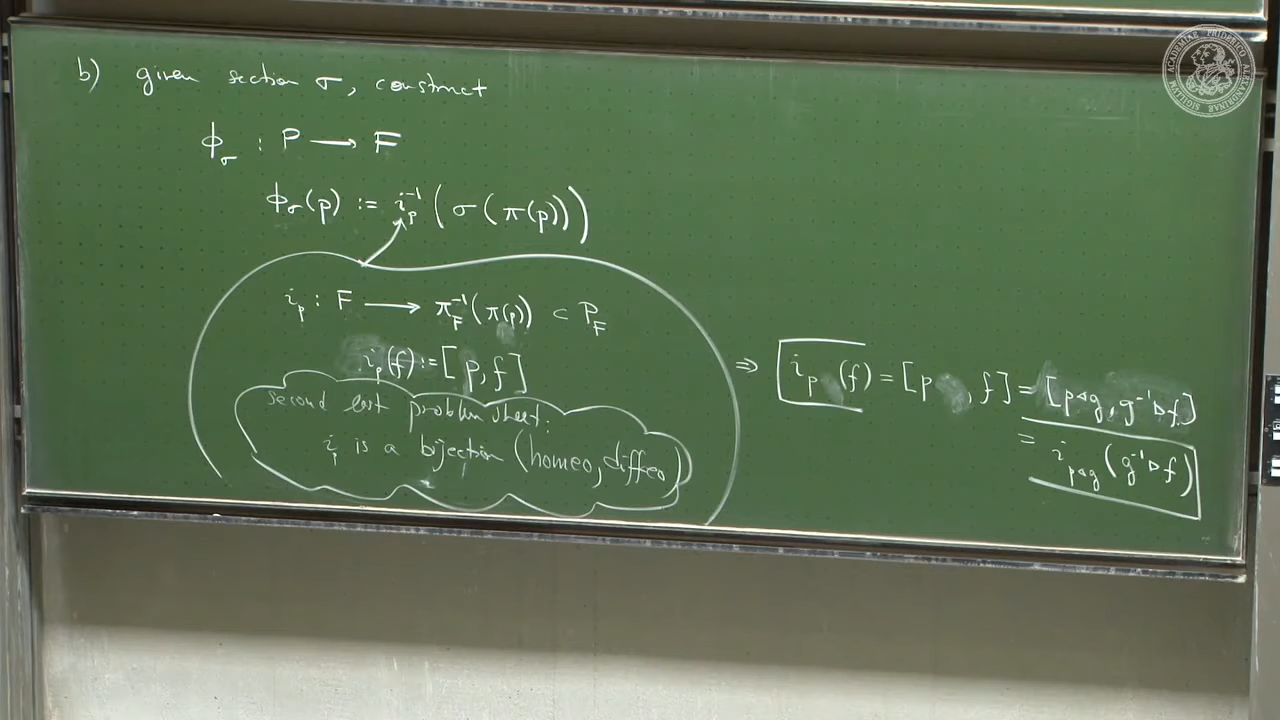 b) given section σ, construct
ϕ_σ : P ⟶ F
ϕ_σ(p) := i_p^{-1} ( σ ( π(p) ) )
i_p : F ⟶ π_F^{-1} (π(p)) ⊂ P_F
i_p(f) := [ p, f ]
second last problem sheet:
i_p is a bijection (homeo, diffeo)
⇒ i_p (f) = [ p , f ] = [ p◁g, g^{-1} ▷ f ]
= i_{p◁g} ( g^{-1} ▷ f )